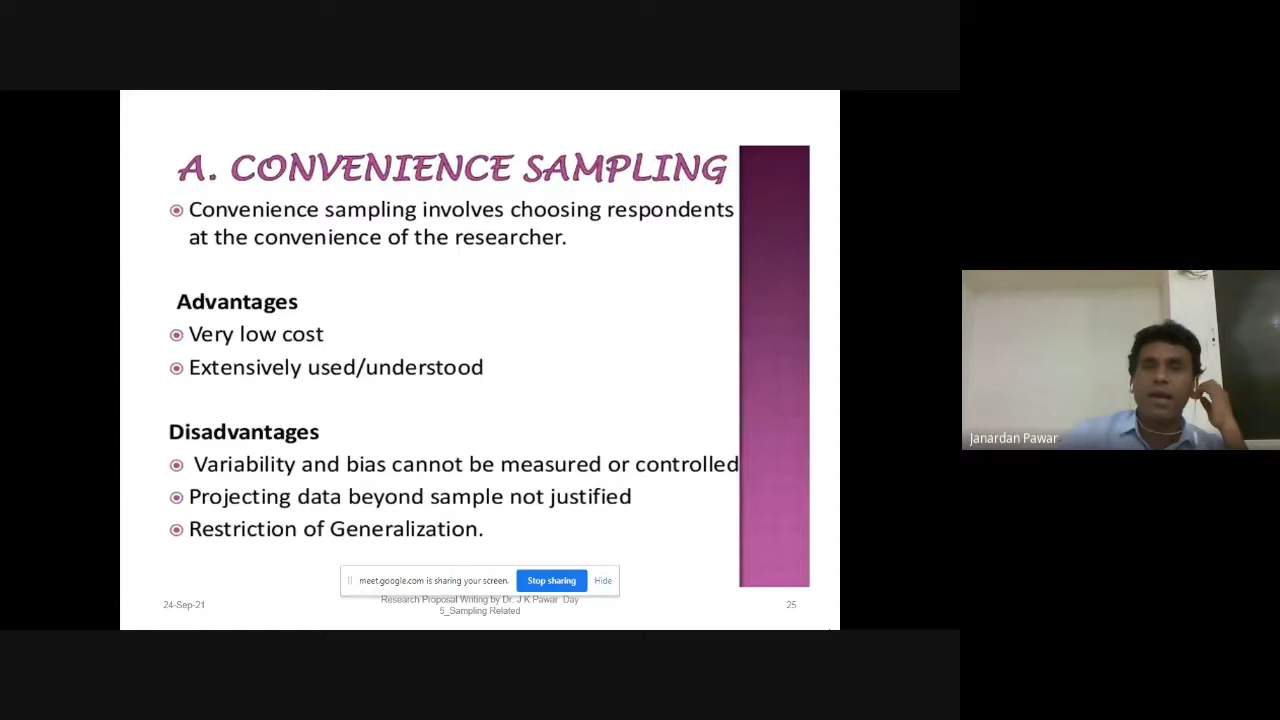 A. CONVENIENCE SAMPLING
Convenience sampling involves choosing respondents
at the convenience of the researcher.
Advantages
Very low cost
Extensively used/understood
Disadvantages
Variability and bias cannot be measured or controlled
Projecting data beyond sample not justified
Restriction of Generalization.
meet.google.com is sharing your screen.
Stop sharing
Hide
24-Sep-21
Research Proposal Writing by Dr. J K Pawar Day
5_Sampling Related
25
Janardan Pawar